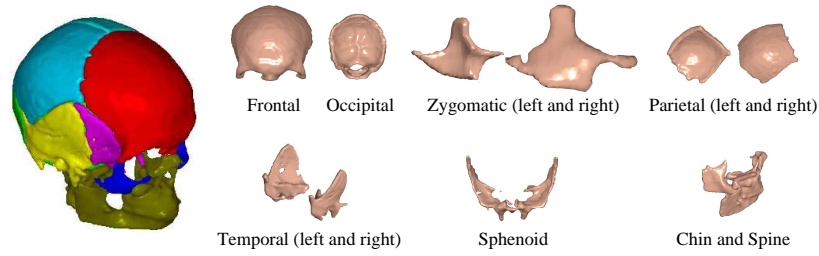 Frontal
Occipital
Zygomatic (left and right)
Parietal (left and right)
Temporal (left and right)
Sphenoid
Chin and Spine